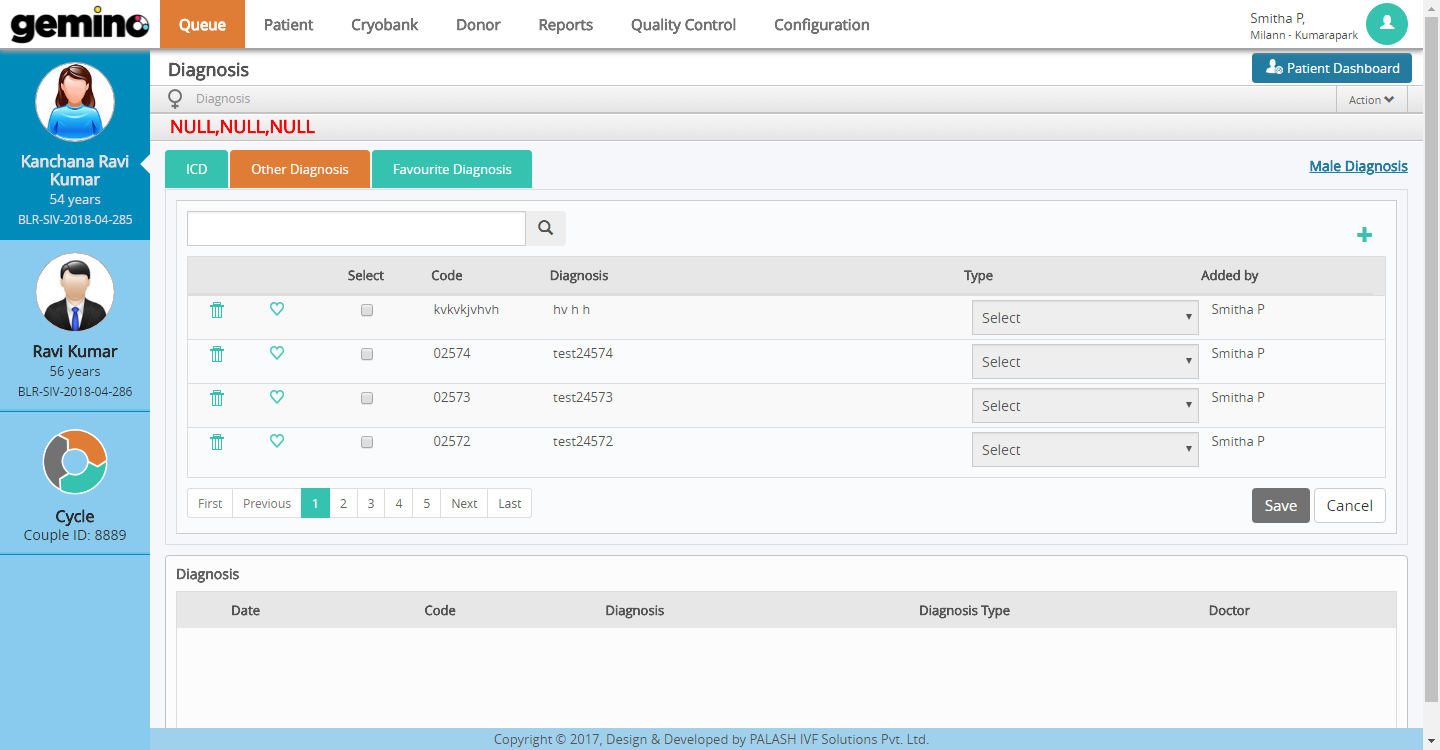 gemino
Queue Patient Cryobank Donor Reports Quality Control Configuration
Smitha P,
Milann - Kumarapark
Kanchana Ravi
Kumar
54 years
BLR-SIV-2018-04-285
Ravi Kumar
56 years
BLR-SIV-2018-04-286
Cycle
Couple ID: 8889
Diagnosis
Patient Dashboard
Diagnosis
Action
NULL,NULL,NULL
ICD Other Diagnosis Favourite Diagnosis
Male Diagnosis
Select Code Diagnosis Type Added by
kvkvkjvhvh hv h h Select Smitha P
02574 test24574 Select Smitha P
02573 test24573 Select Smitha P
02572 test24572 Select Smitha P
First Previous 1 2 3 4 5 Next Last
Save Cancel
Diagnosis
Date Code Diagnosis Diagnosis Type Doctor
Copyright © 2017, Design & Developed by PALASH IVF Solutions Pvt. Ltd.